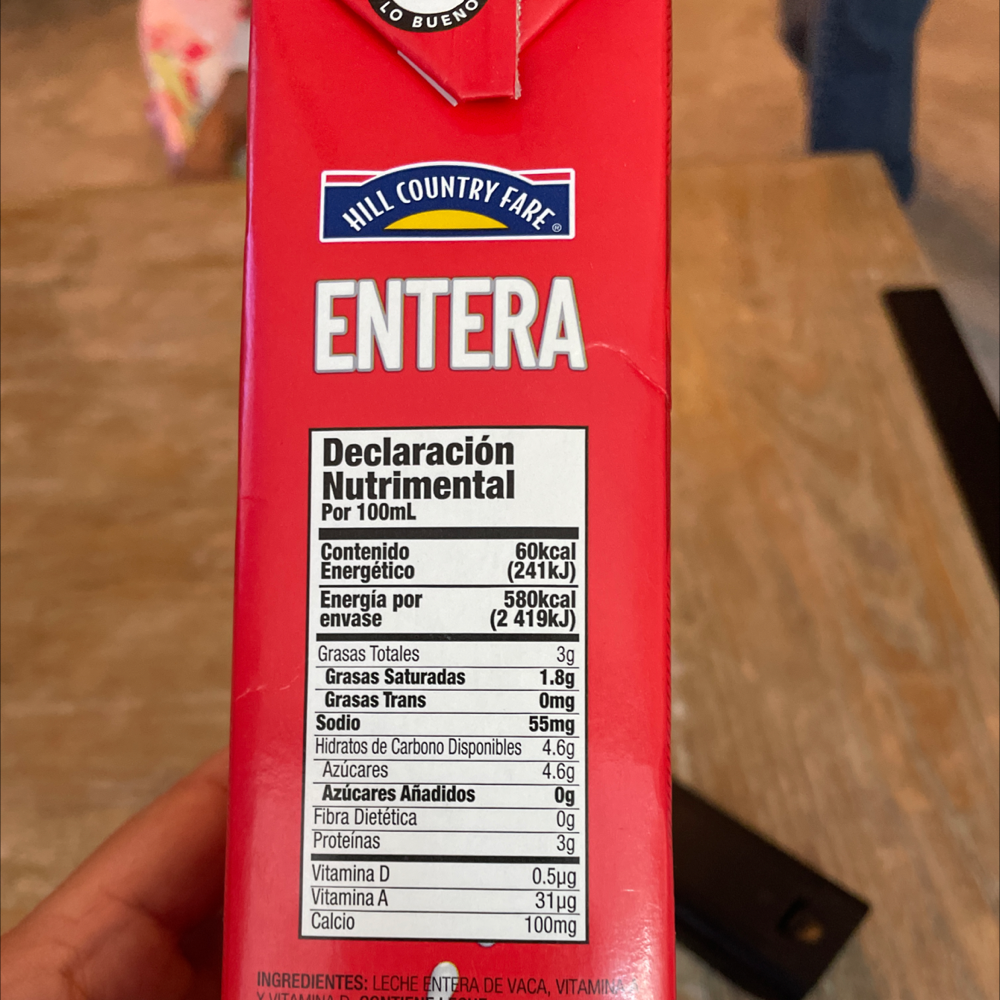 LO BUENO
HILL COUNTRY FARE®
ENTERA
Declaración
Nutrimental
Por 100mL
Contenido 60kcal
Energético (241kJ)
Energía por 580kcal
envase (2 419kJ)
Grasas Totales 3g
Grasas Saturadas 1.8g
Grasas Trans 0mg
Sodio 55mg
Hidratos de Carbono Disponibles 4.6g
Azúcares 4.6g
Azúcares Añadidos 0g
Fibra Dietética 0g
Proteínas 3g
Vitamina D 0.5µg
Vitamina A 31µg
Calcio 100mg
INGREDIENTES: LECHE ENTERA DE VACA, VITAMINA
Y VITAMINA D. CONTIENE LECHE